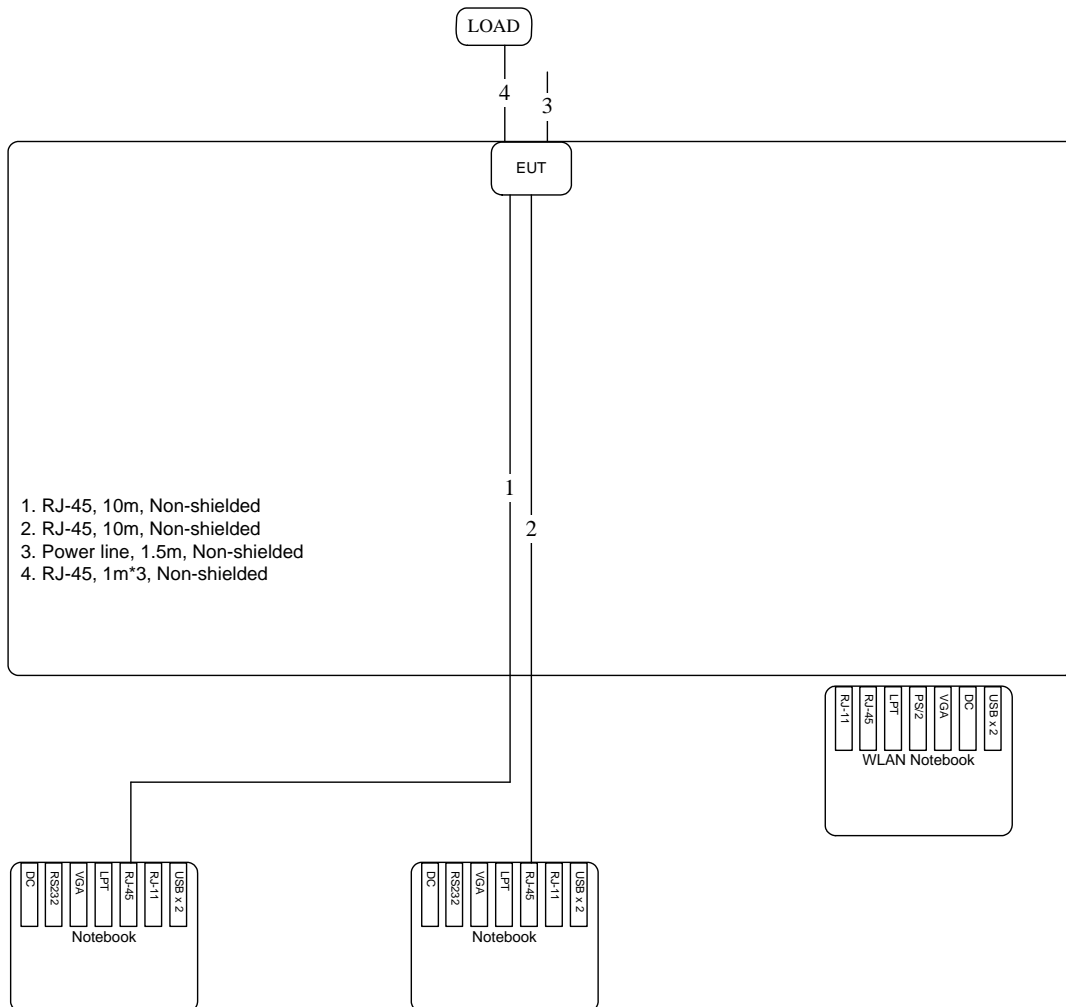 LOAD
4
3
EUT
1
2
1. RJ-45, 10m, Non-shielded
2. RJ-45, 10m, Non-shielded
3. Power line, 1.5m, Non-shielded
4. RJ-45, 1m*3, Non-shielded
RJ-11
RJ-45
LPT
PS/2
VGA
DC
USB x 2
WLAN Notebook
DC
RS232
VGA
LPT
RJ-45
RJ-11
USB x 2
Notebook
DC
RS232
VGA
LPT
RJ-45
RJ-11
USB x 2
Notebook